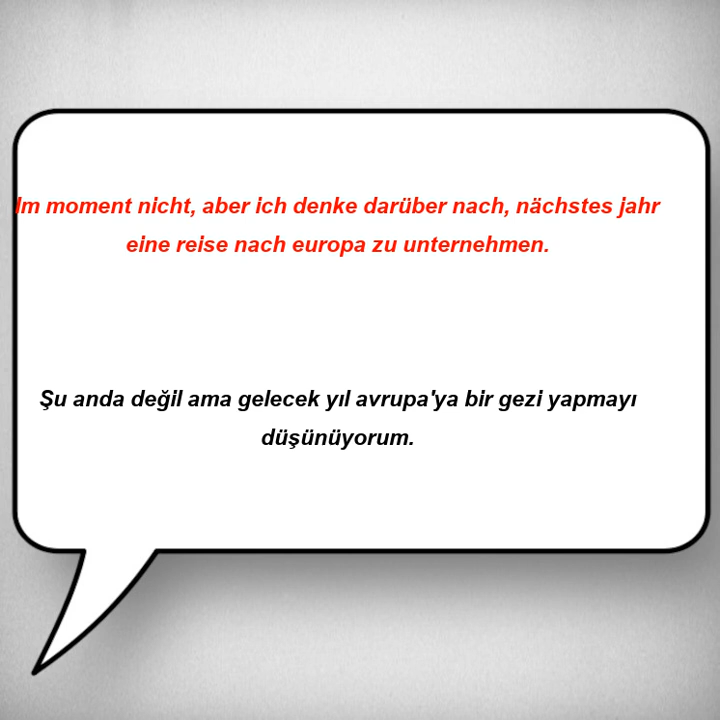 Im moment nicht, aber ich denke darüber nach, nächstes jahr
eine reise nach europa zu unternehmen.
Şu anda değil ama gelecek yıl avrupa'ya bir gezi yapmayı
düşünüyorum.